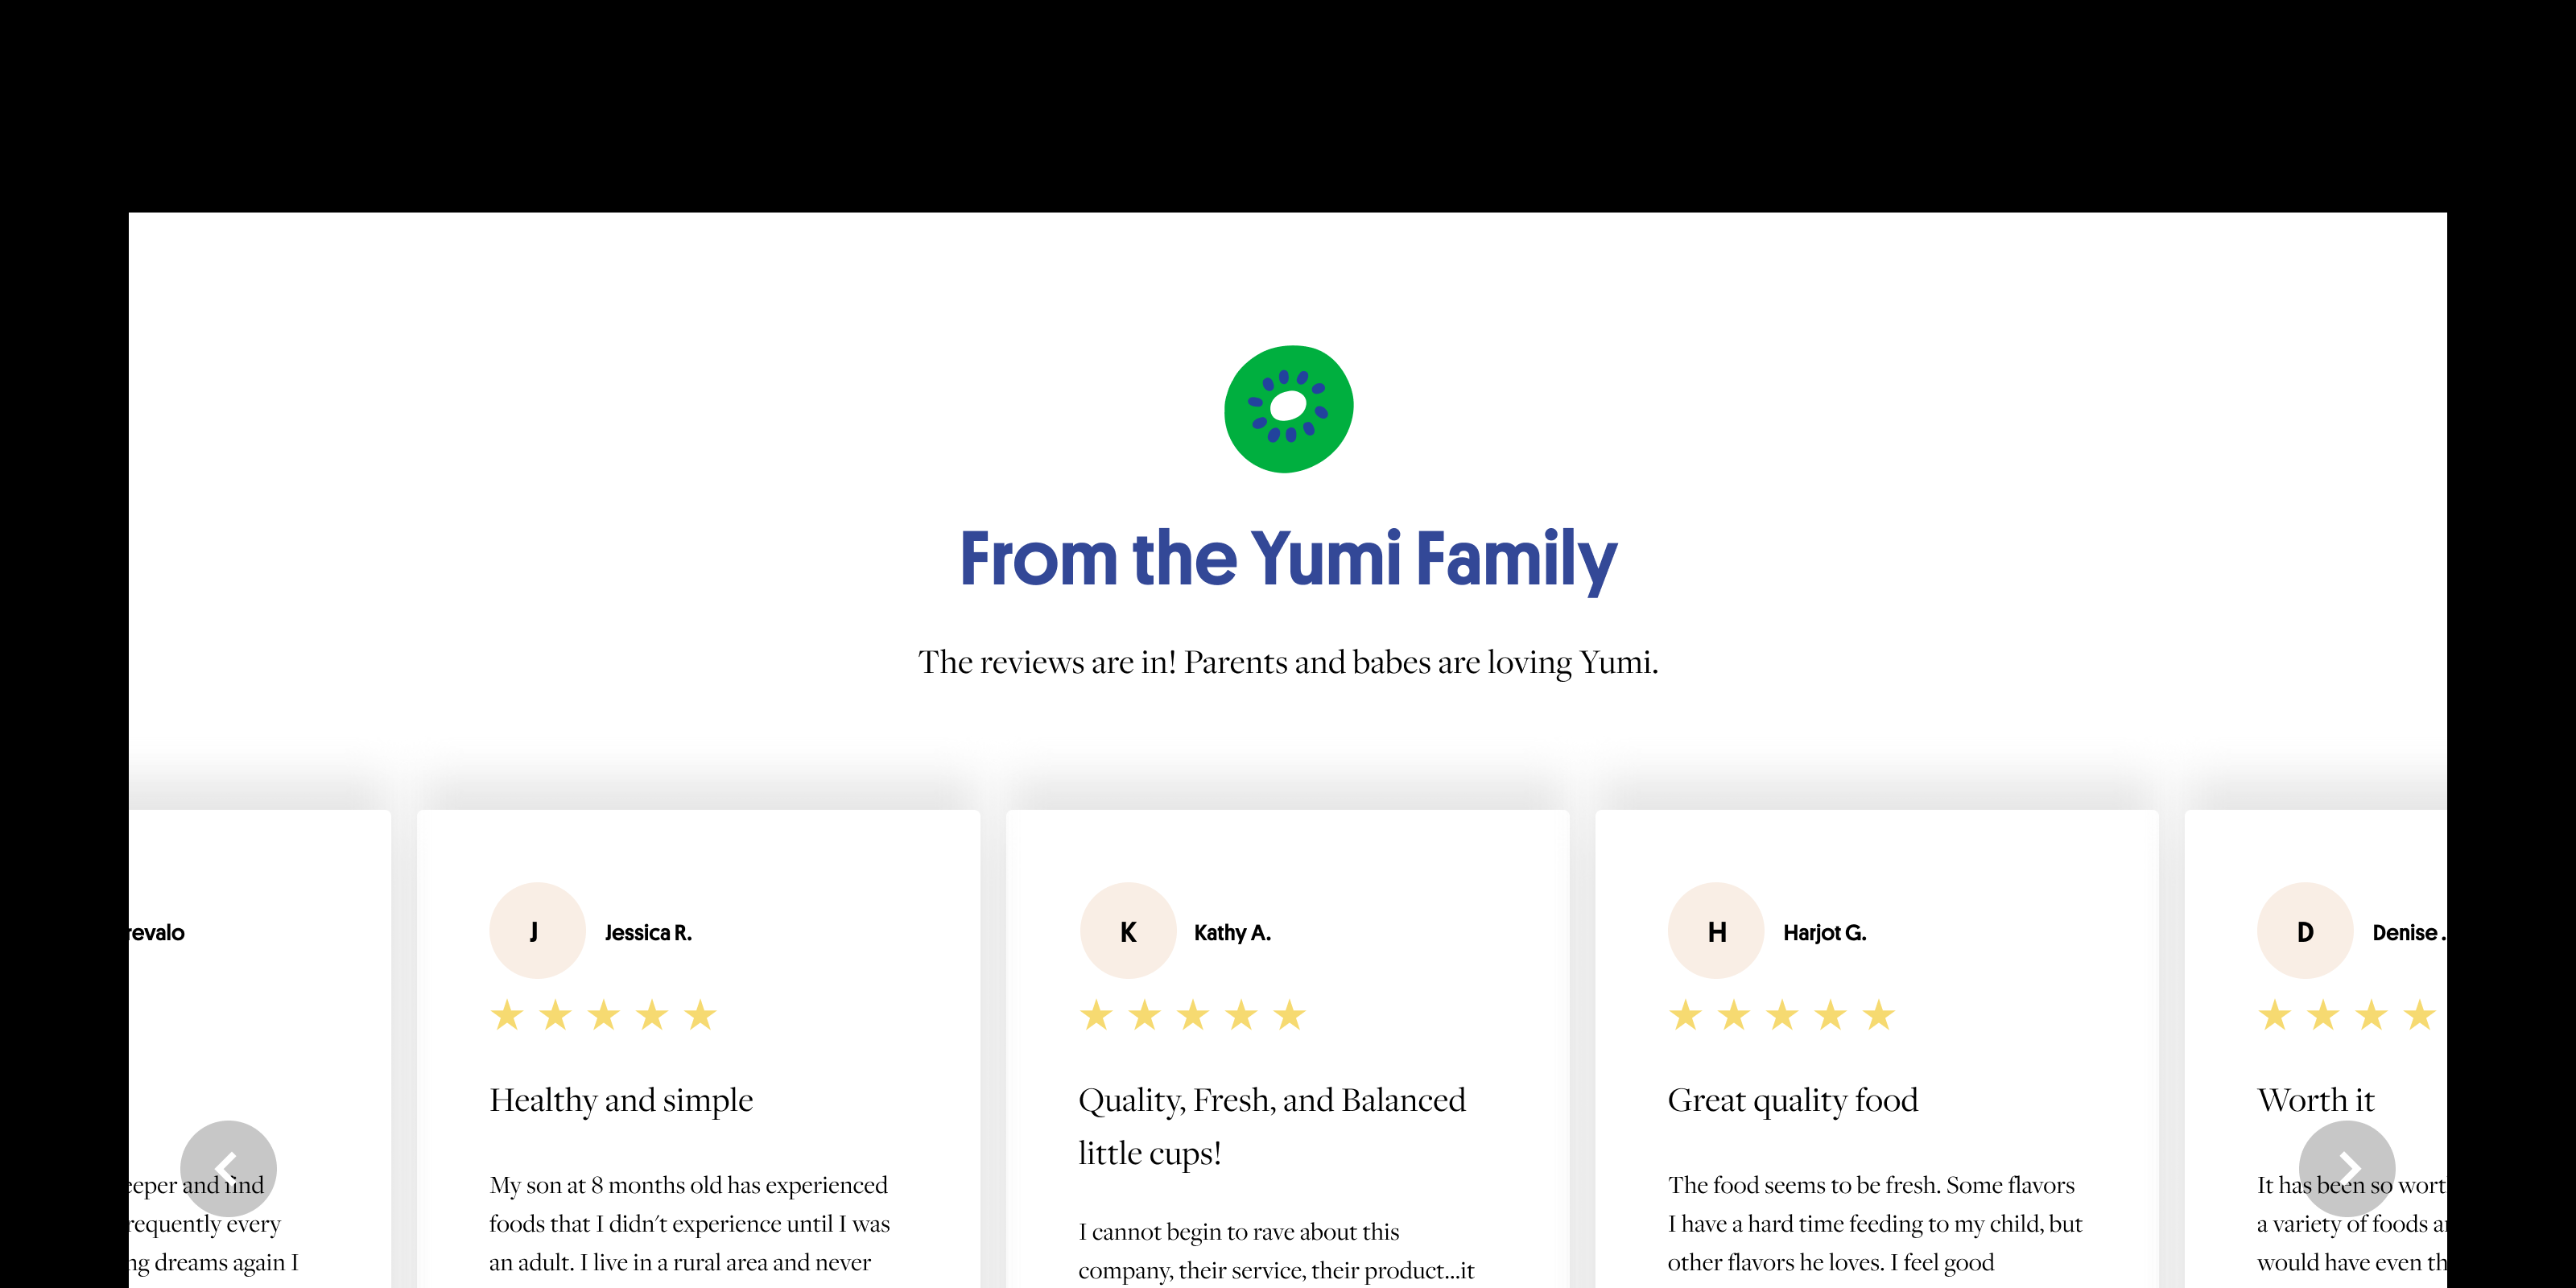 From the Yumi Family
The reviews are in! Parents and babes are loving Yumi.
revalo
eeper and find
requently every
ng dreams again I
J
Jessica R.
Healthy and simple
My son at 8 months old has experienced
foods that I didn't experience until I was
an adult. I live in a rural area and never
K
Kathy A.
Quality, Fresh, and Balanced
little cups!
I cannot begin to rave about this
company, their service, their product...it
H
Harjot G.
Great quality food
The food seems to be fresh. Some flavors
I have a hard time feeding to my child, but
other flavors he loves. I feel good
D
Denise
Worth it
It has been so wort
a variety of foods a
would have even th